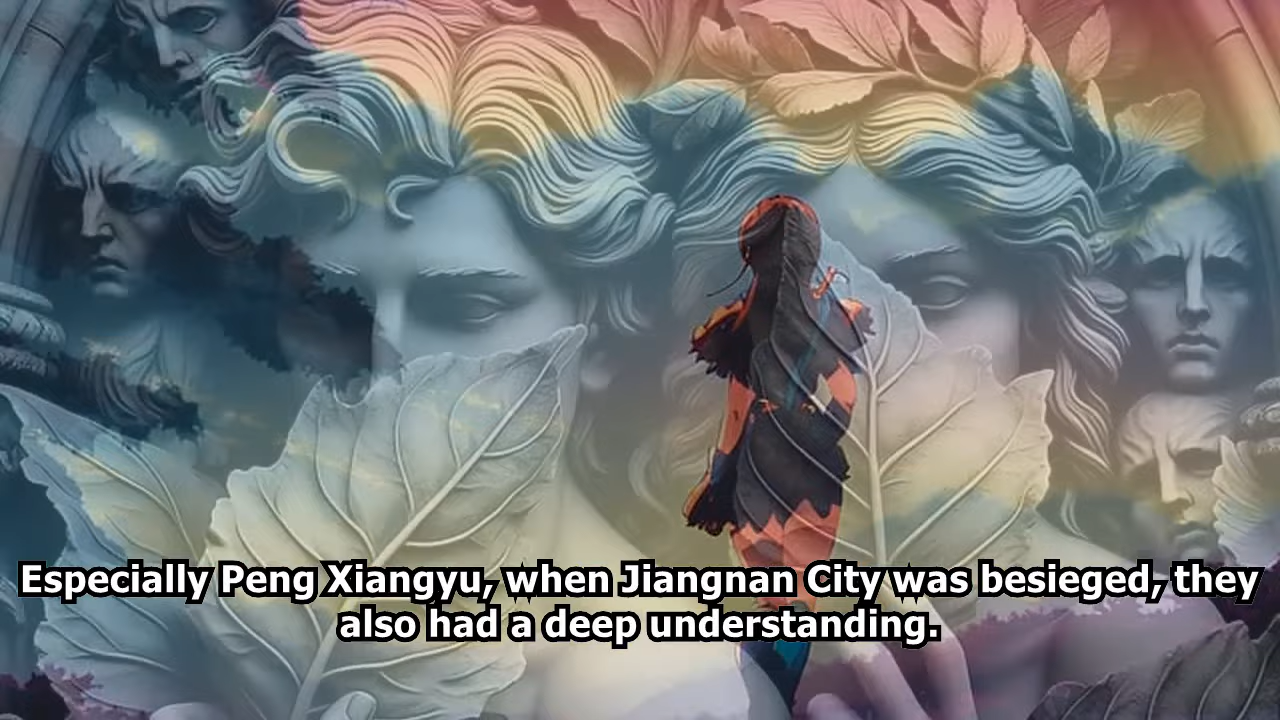 Especially Peng Xiangyu, when Jiangnan City was besieged, they
also had a deep understanding.